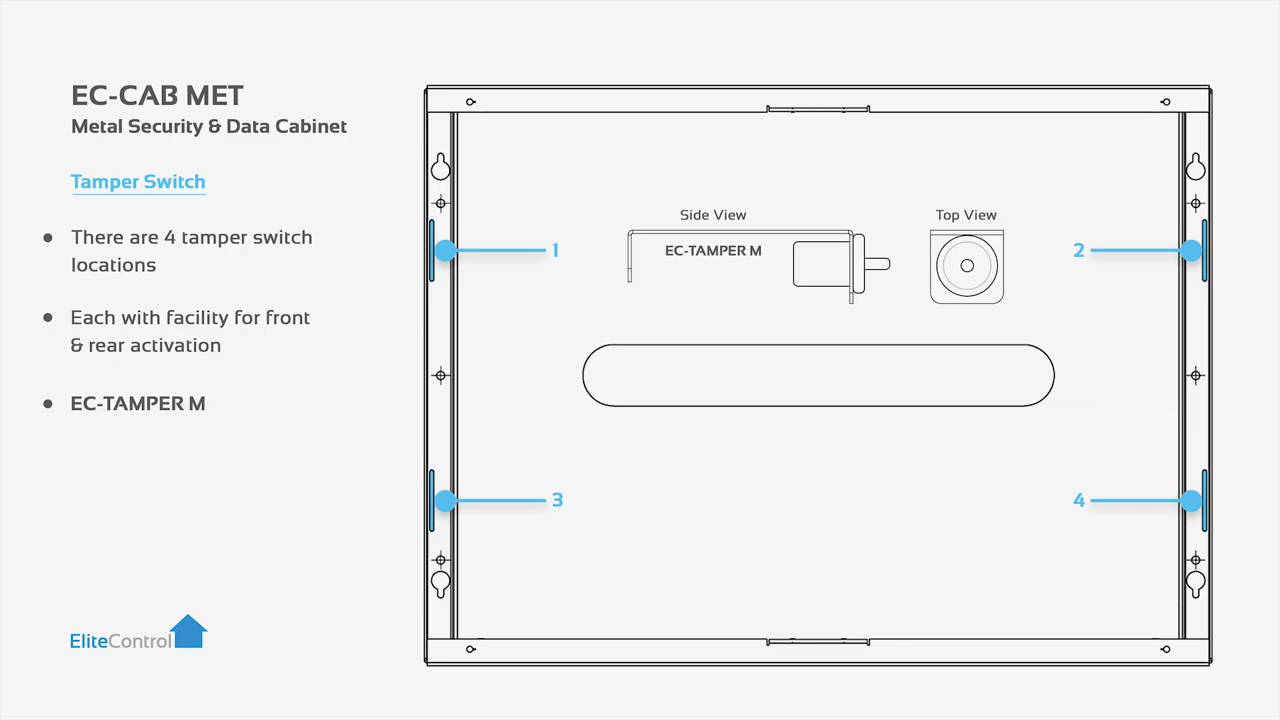 EC-CAB MET
Metal Security & Data Cabinet
Tamper Switch
● There are 4 tamper switch
locations
● Each with facility for front
& rear activation
● EC-TAMPER M
EliteControl
Side View
Top View
EC-TAMPER M
1
2
3
4